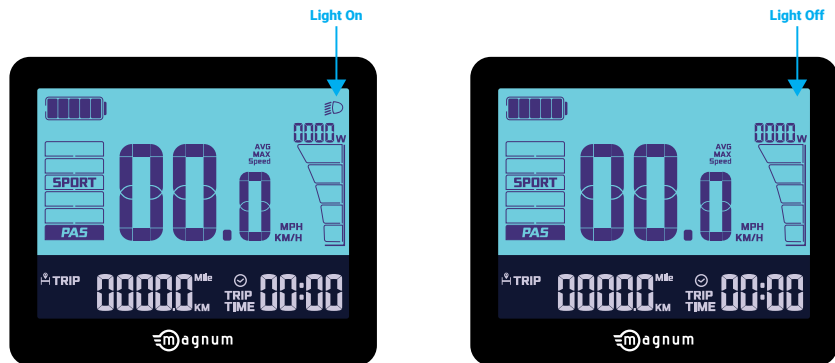 Light On
0000W
AVG
MAX
Speed
SPORT
00.0
MPH
KM/H
PAS
TRIP
0000.0
Mile
KM
TRIP
TIME
00:00
magnum
Light Off
0000W
AVG
MAX
Speed
SPORT
00.0
MPH
KM/H
PAS
TRIP
0000.0
Mile
KM
TRIP
TIME
00:00
magnum